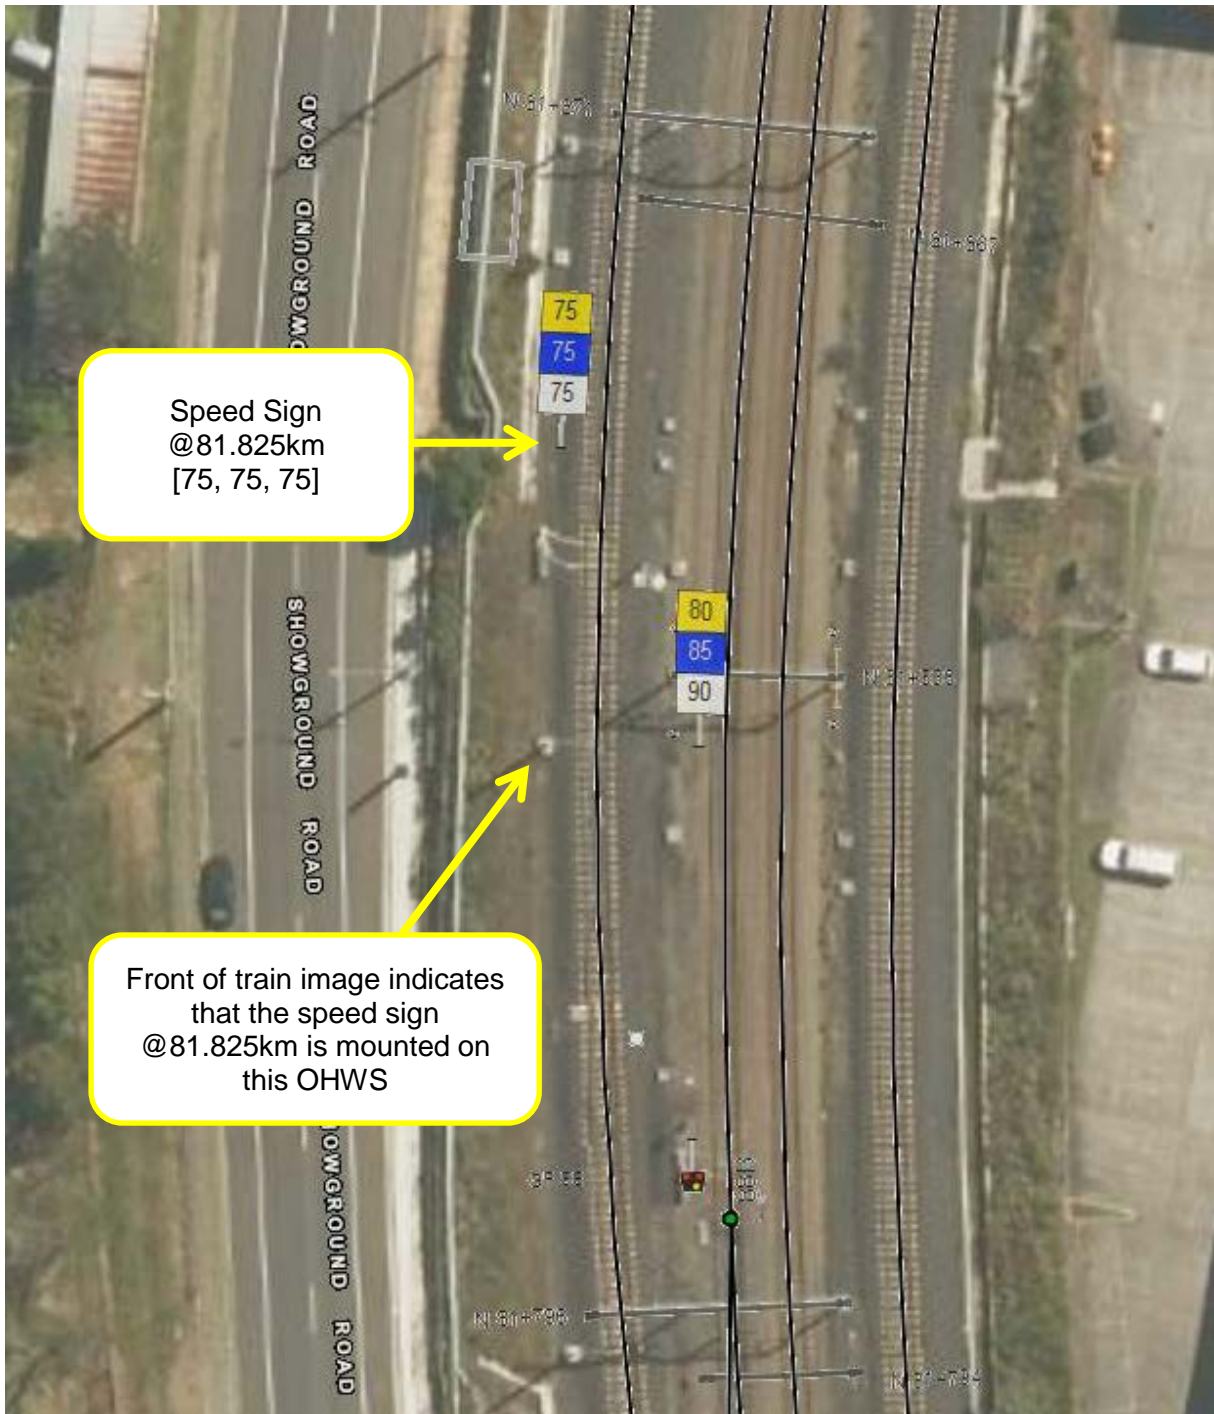 ROAD
SHOWGROUND
75
75
75
Speed Sign
@81.825km
[75, 75, 75]
80
85
90
SHOWGROUND
ROAD
Front of train image indicates
that the speed sign
@81.825km is mounted on
this OHWS
SHOWGROUND
ROAD